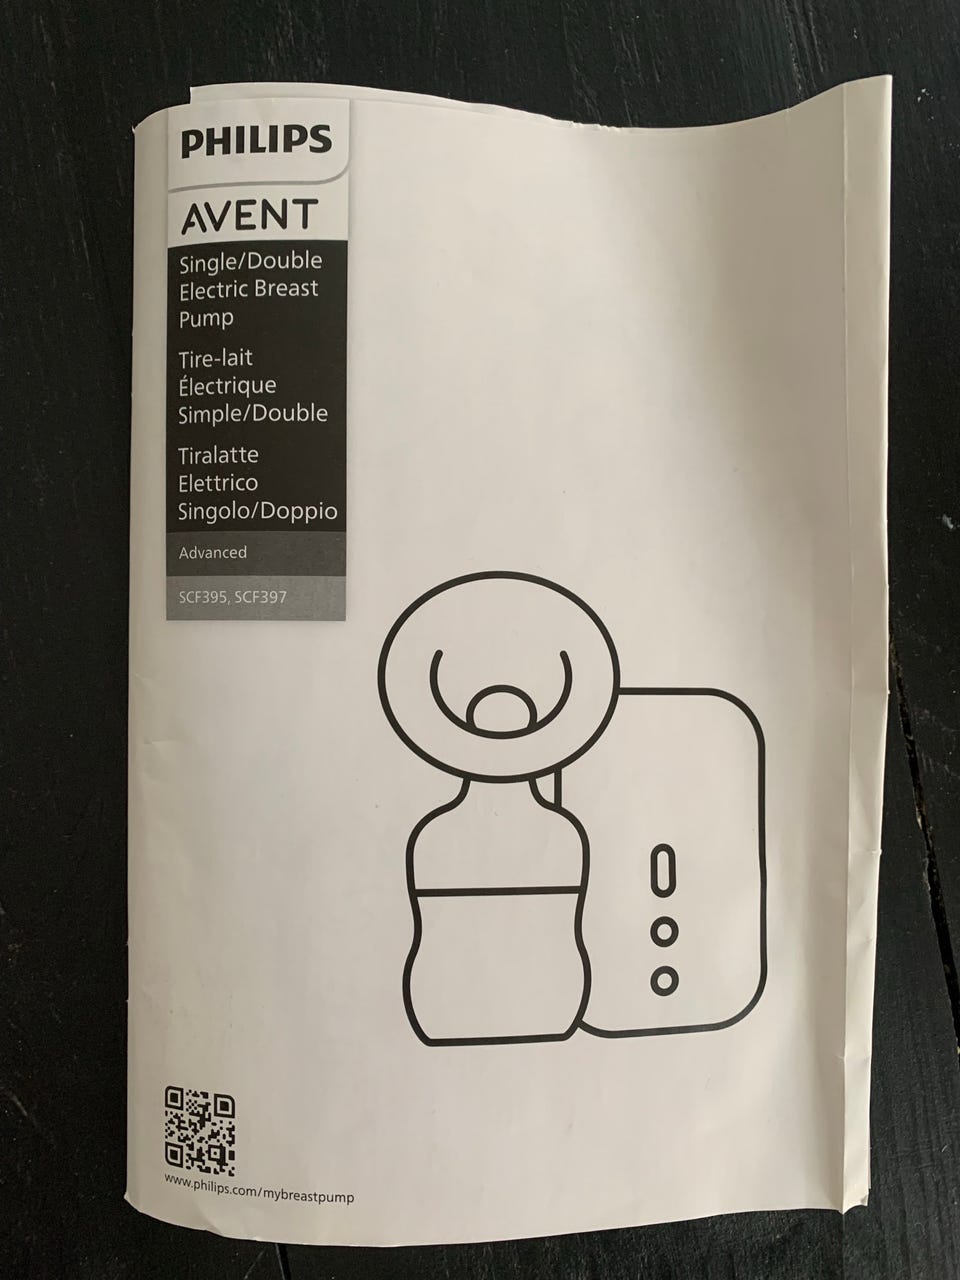 PHILIPS
AVENT
Single/Double
Electric Breast
Pump
Tire-lait
Électrique
Simple/Double
Tiralatte
Elettrico
Singolo/Doppio
Advanced
SCF395, SCF397
www.philips.com/mybreastpump